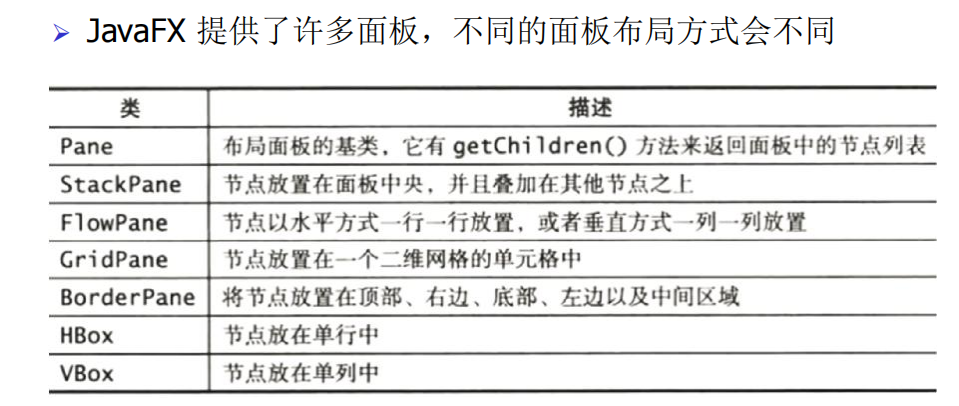 ➢ JavaFX 提供了许多面板，不同的面板布局方式会不同
类 描述
Pane 布局面板的基类，它有 getChildren() 方法来返回面板中的节点列表
StackPane 节点放置在面板中央，并且叠加在其他节点之上
FlowPane 节点以水平方式一行一行放置，或者垂直方式一列一列放置
GridPane 节点放置在一个二维网格的单元格中
BorderPane 将节点放置在顶部、右边、底部、左边以及中间区域
HBox 节点放在单行中
VBox 节点放在单列中